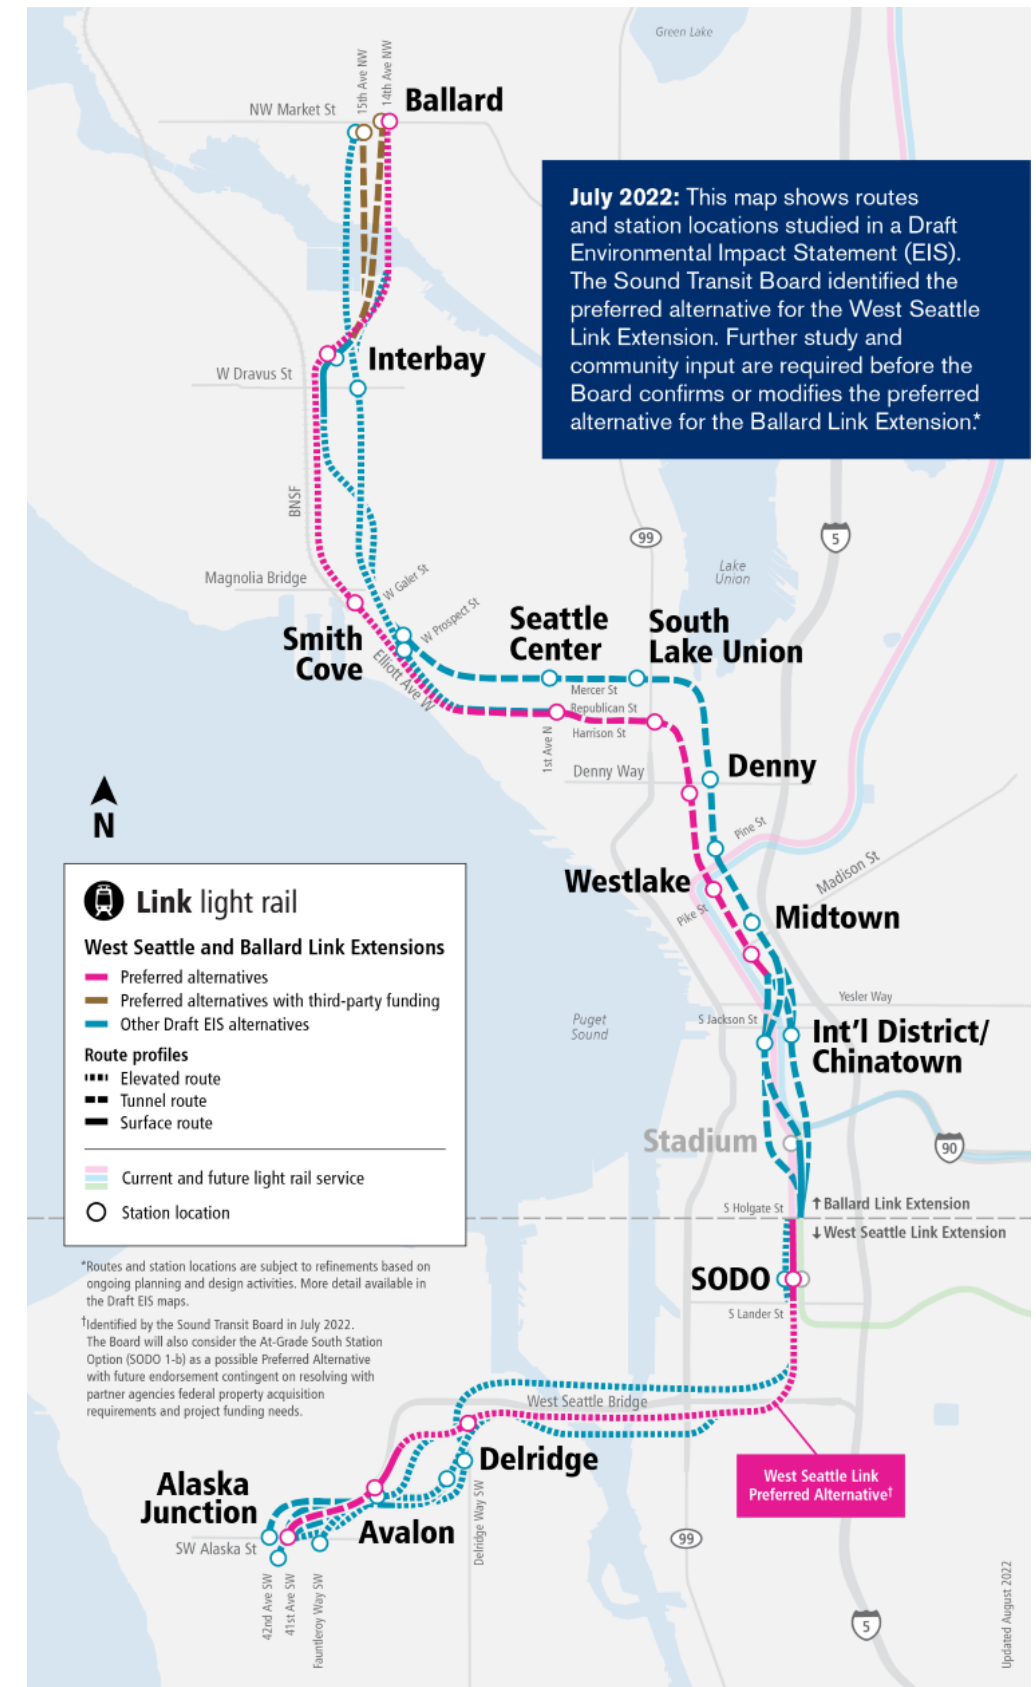 Green Lake
15th Ave NW
14th Ave NW
Ballard
NW Market St
July 2022: This map shows routes
and station locations studied in a Draft
Environmental Impact Statement (EIS).
The Sound Transit Board identified the
preferred alternative for the West Seattle
Link Extension. Further study and
community input are required before the
Board confirms or modifies the preferred
alternative for the Ballard Link Extension.*
Interbay
W Dravus St
BNSF
99
5
Lake
Union
Magnolia Bridge
W Galer St
W Prospect St
Smith
Cove
Elliott Ave W
Seattle
Center
South
Lake Union
Mercer St
Republican St
Harrison St
1st Ave N
Denny Way
Denny
Pine St
Madison St
Westlake
Pike St
Midtown
N
Yesler Way
S Jackson St
Puget
Sound
Int'l District/
Chinatown
Stadium
90
S Holgate St
↑ Ballard Link Extension
↓ West Seattle Link Extension
SODO
S Lander St
Link light rail
West Seattle and Ballard Link Extensions
Preferred alternatives
Preferred alternatives with third-party funding
Other Draft EIS alternatives
Route profiles
Elevated route
Tunnel route
Surface route
Current and future light rail service
Station location
*Routes and station locations are subject to refinements based on
ongoing planning and design activities. More detail available in
the Draft EIS maps.
†Identified by the Sound Transit Board in July 2022.
The Board will also consider the At-Grade South Station
Option (SODO 1-b) as a possible Preferred Alternative
with future endorsement contingent on resolving with
partner agencies federal property acquisition
requirements and project funding needs.
West Seattle Bridge
Delridge
West Seattle Link
Preferred Alternative†
Alaska
Junction
Avalon
SW Alaska St
Delridge Way SW
42nd Ave SW
41st Ave SW
Fauntleroy Way SW
99
5
Updated August 2022